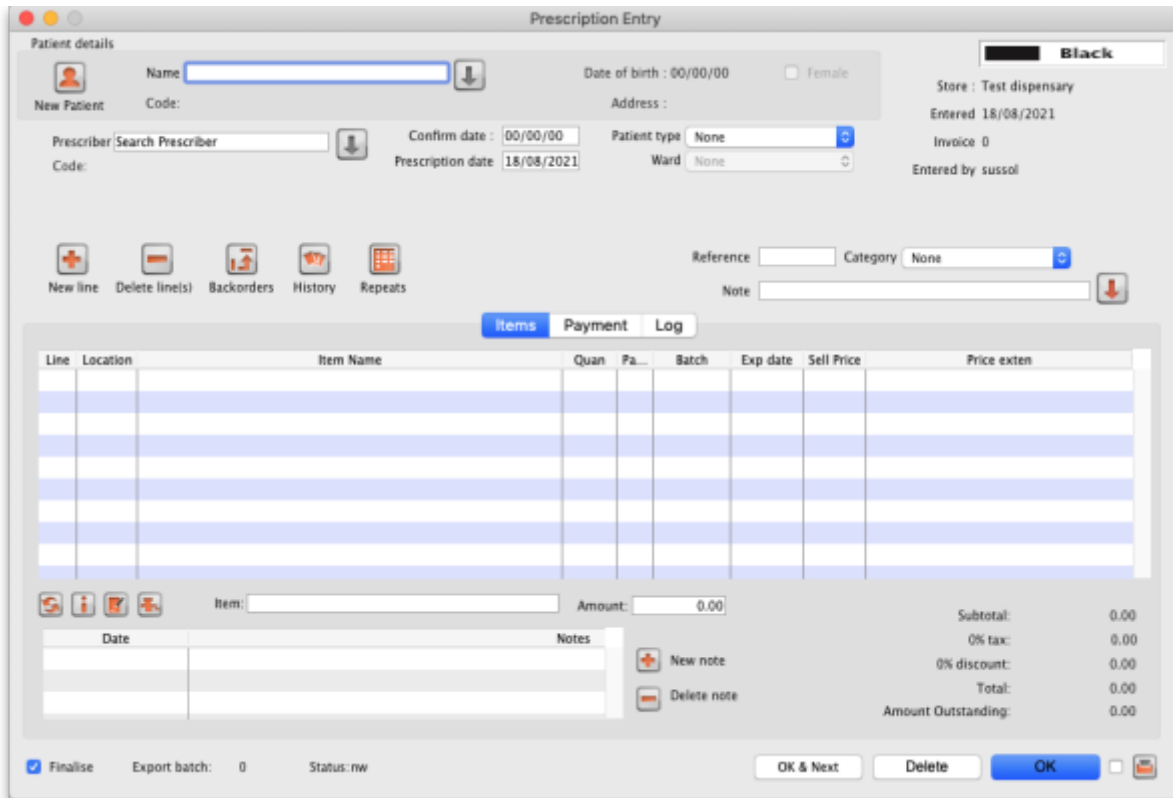 Prescription Entry
Patient details
Black
Name
Date of birth : 00/00/00
Female
Store : Test dispensary
New Patient
Code:
Address :
Entered 18/08/2021
Prescriber Search Prescriber
Confirm date : 00/00/00
Patient type None
Invoice 0
Code:
Prescription date 18/08/2021
Ward None
Entered by sussol
Reference
Category None
New line Delete line(s) Backorders History Repeats
Note
Items Payment Log
Line Location Item Name Quan Pa... Batch Exp date Sell Price Price exten
Item:
Amount: 0.00
Subtotal: 0.00
Date Notes
0% tax: 0.00
New note
0% discount: 0.00
Total: 0.00
Delete note
Amount Outstanding: 0.00
Finalise Export batch: 0 Status: nw OK & Next Delete OK